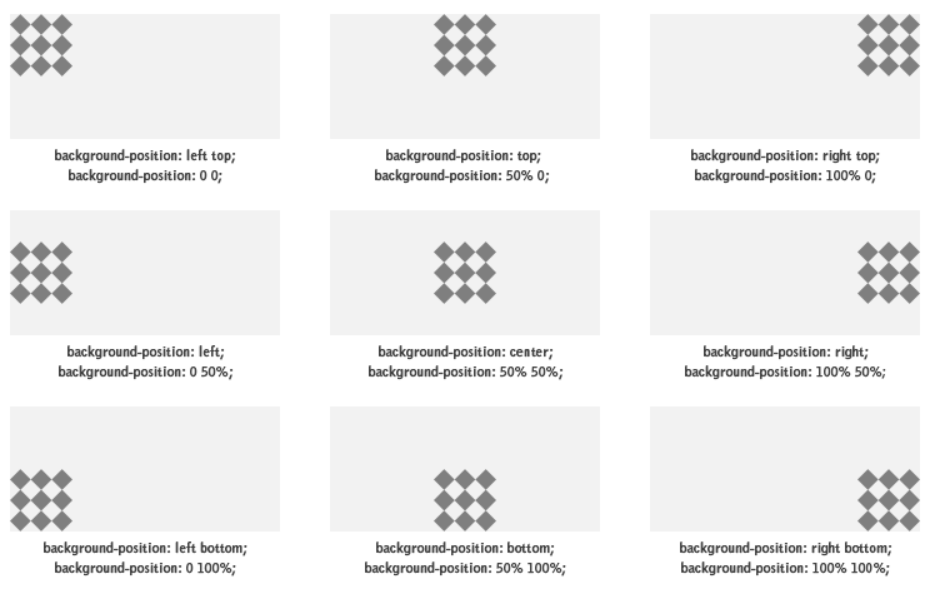 background-position: left top;
background-position: 0 0;
background-position: top;
background-position: 50% 0;
background-position: right top;
background-position: 100% 0;
background-position: left;
background-position: 0 50%;
background-position: center;
background-position: 50% 50%;
background-position: right;
background-position: 100% 50%;
background-position: left bottom;
background-position: 0 100%;
background-position: bottom;
background-position: 50% 100%;
background-position: right bottom;
background-position: 100% 100%;